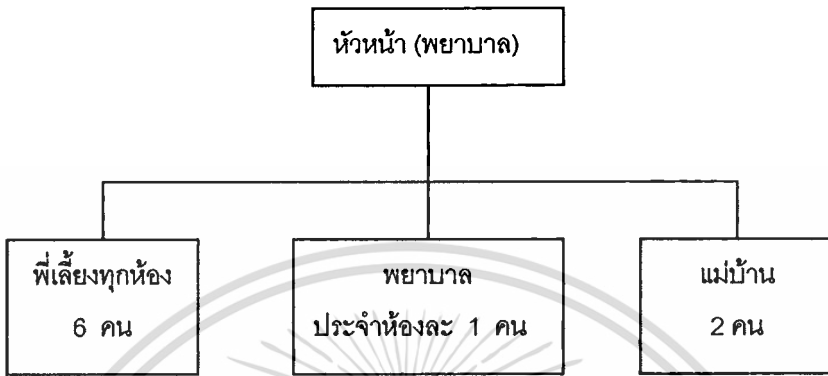 หัวหน้า (พยาบาล)
พี่เลี้ยงทุกห้อง
6 คน
พยาบาล
ประจำห้องละ 1 คน
แม่บ้าน
2 คน